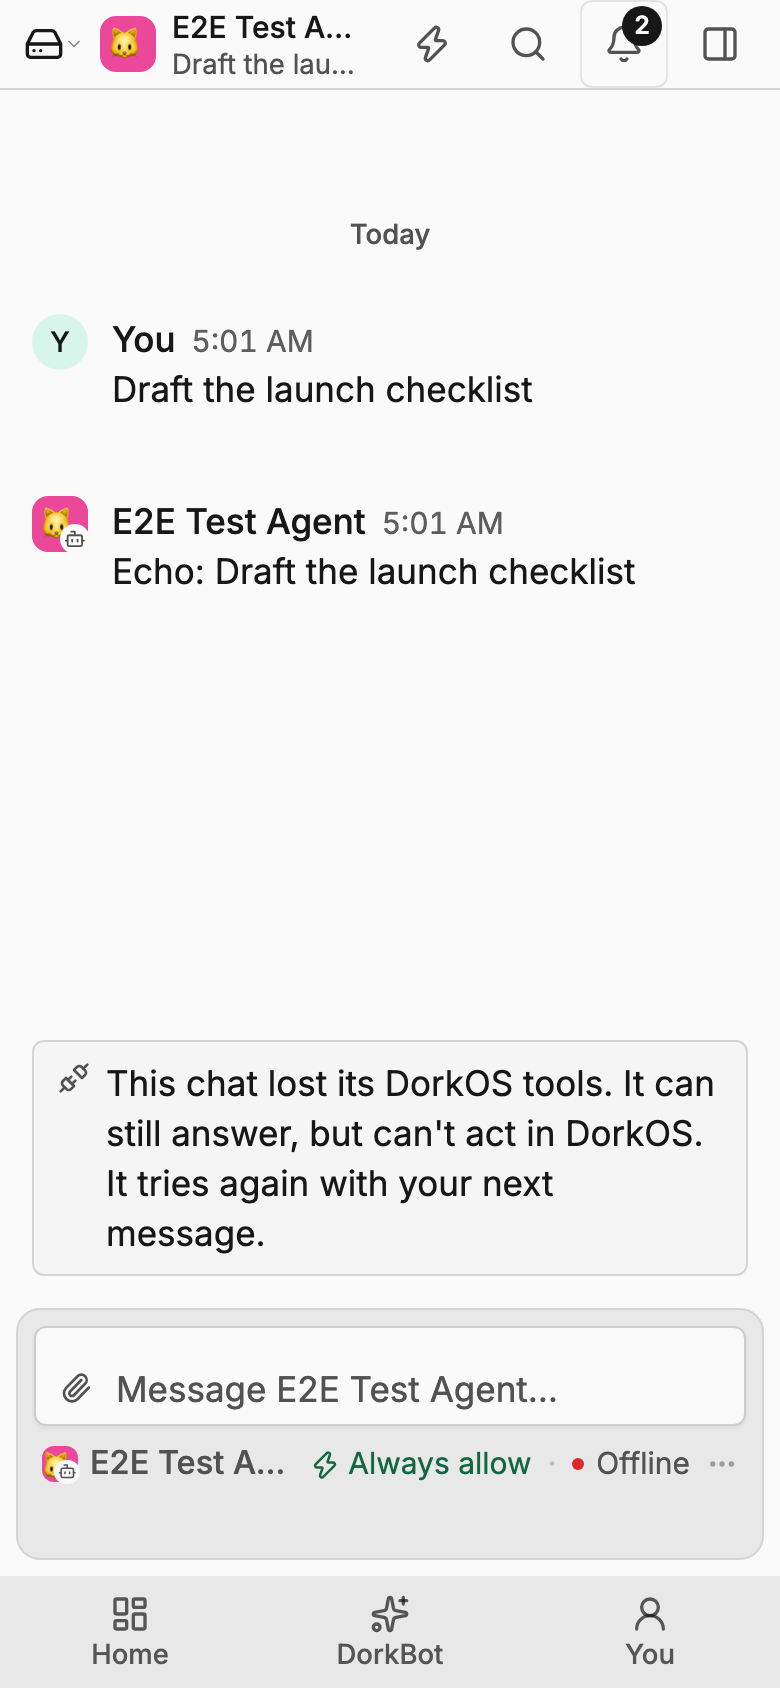 E2E Test A...
Draft the lau...
2
Today
Y
You 5:01 AM
Draft the launch checklist
E2E Test Agent 5:01 AM
Echo: Draft the launch checklist
This chat lost its DorkOS tools. It can
still answer, but can't act in DorkOS.
It tries again with your next
message.
Message E2E Test Agent...
E2E Test A... Always allow · Offline
Home DorkBot You